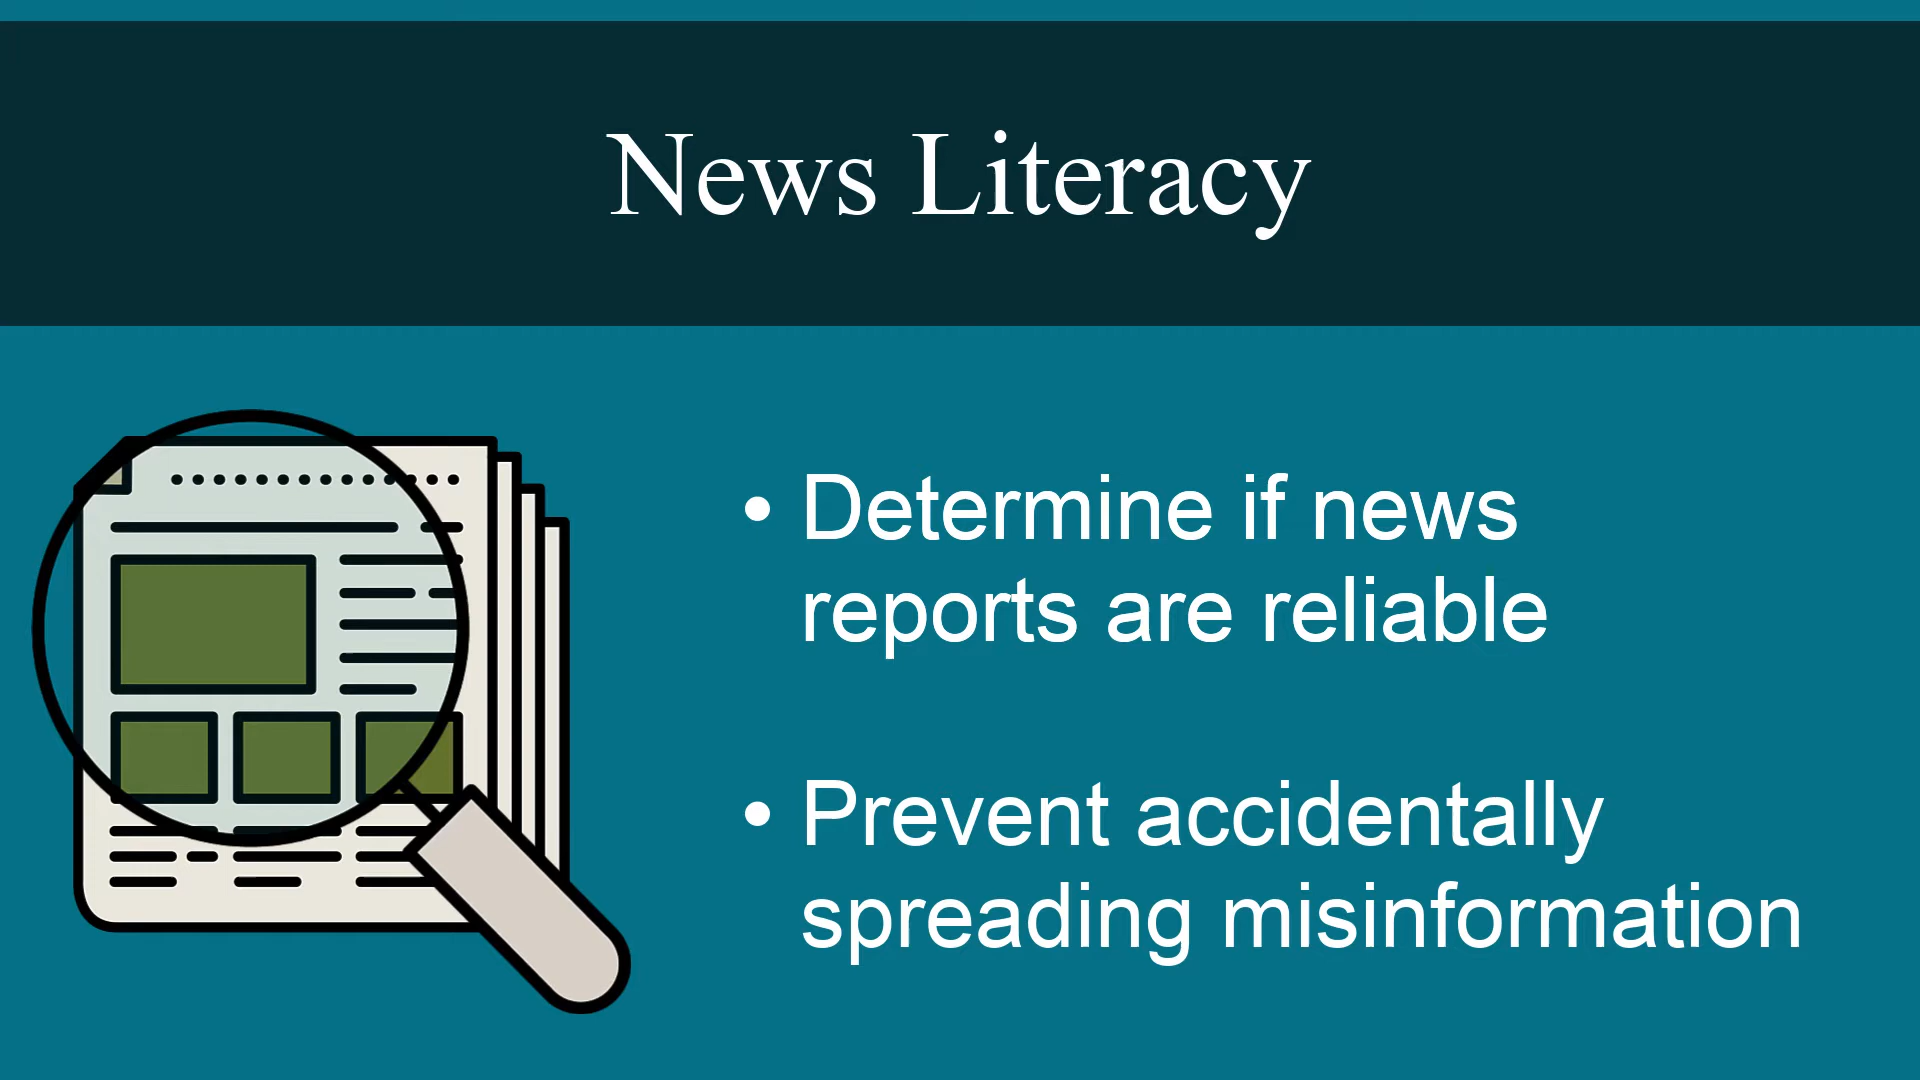 News Literacy
• Determine if news
reports are reliable
• Prevent accidentally
spreading misinformation